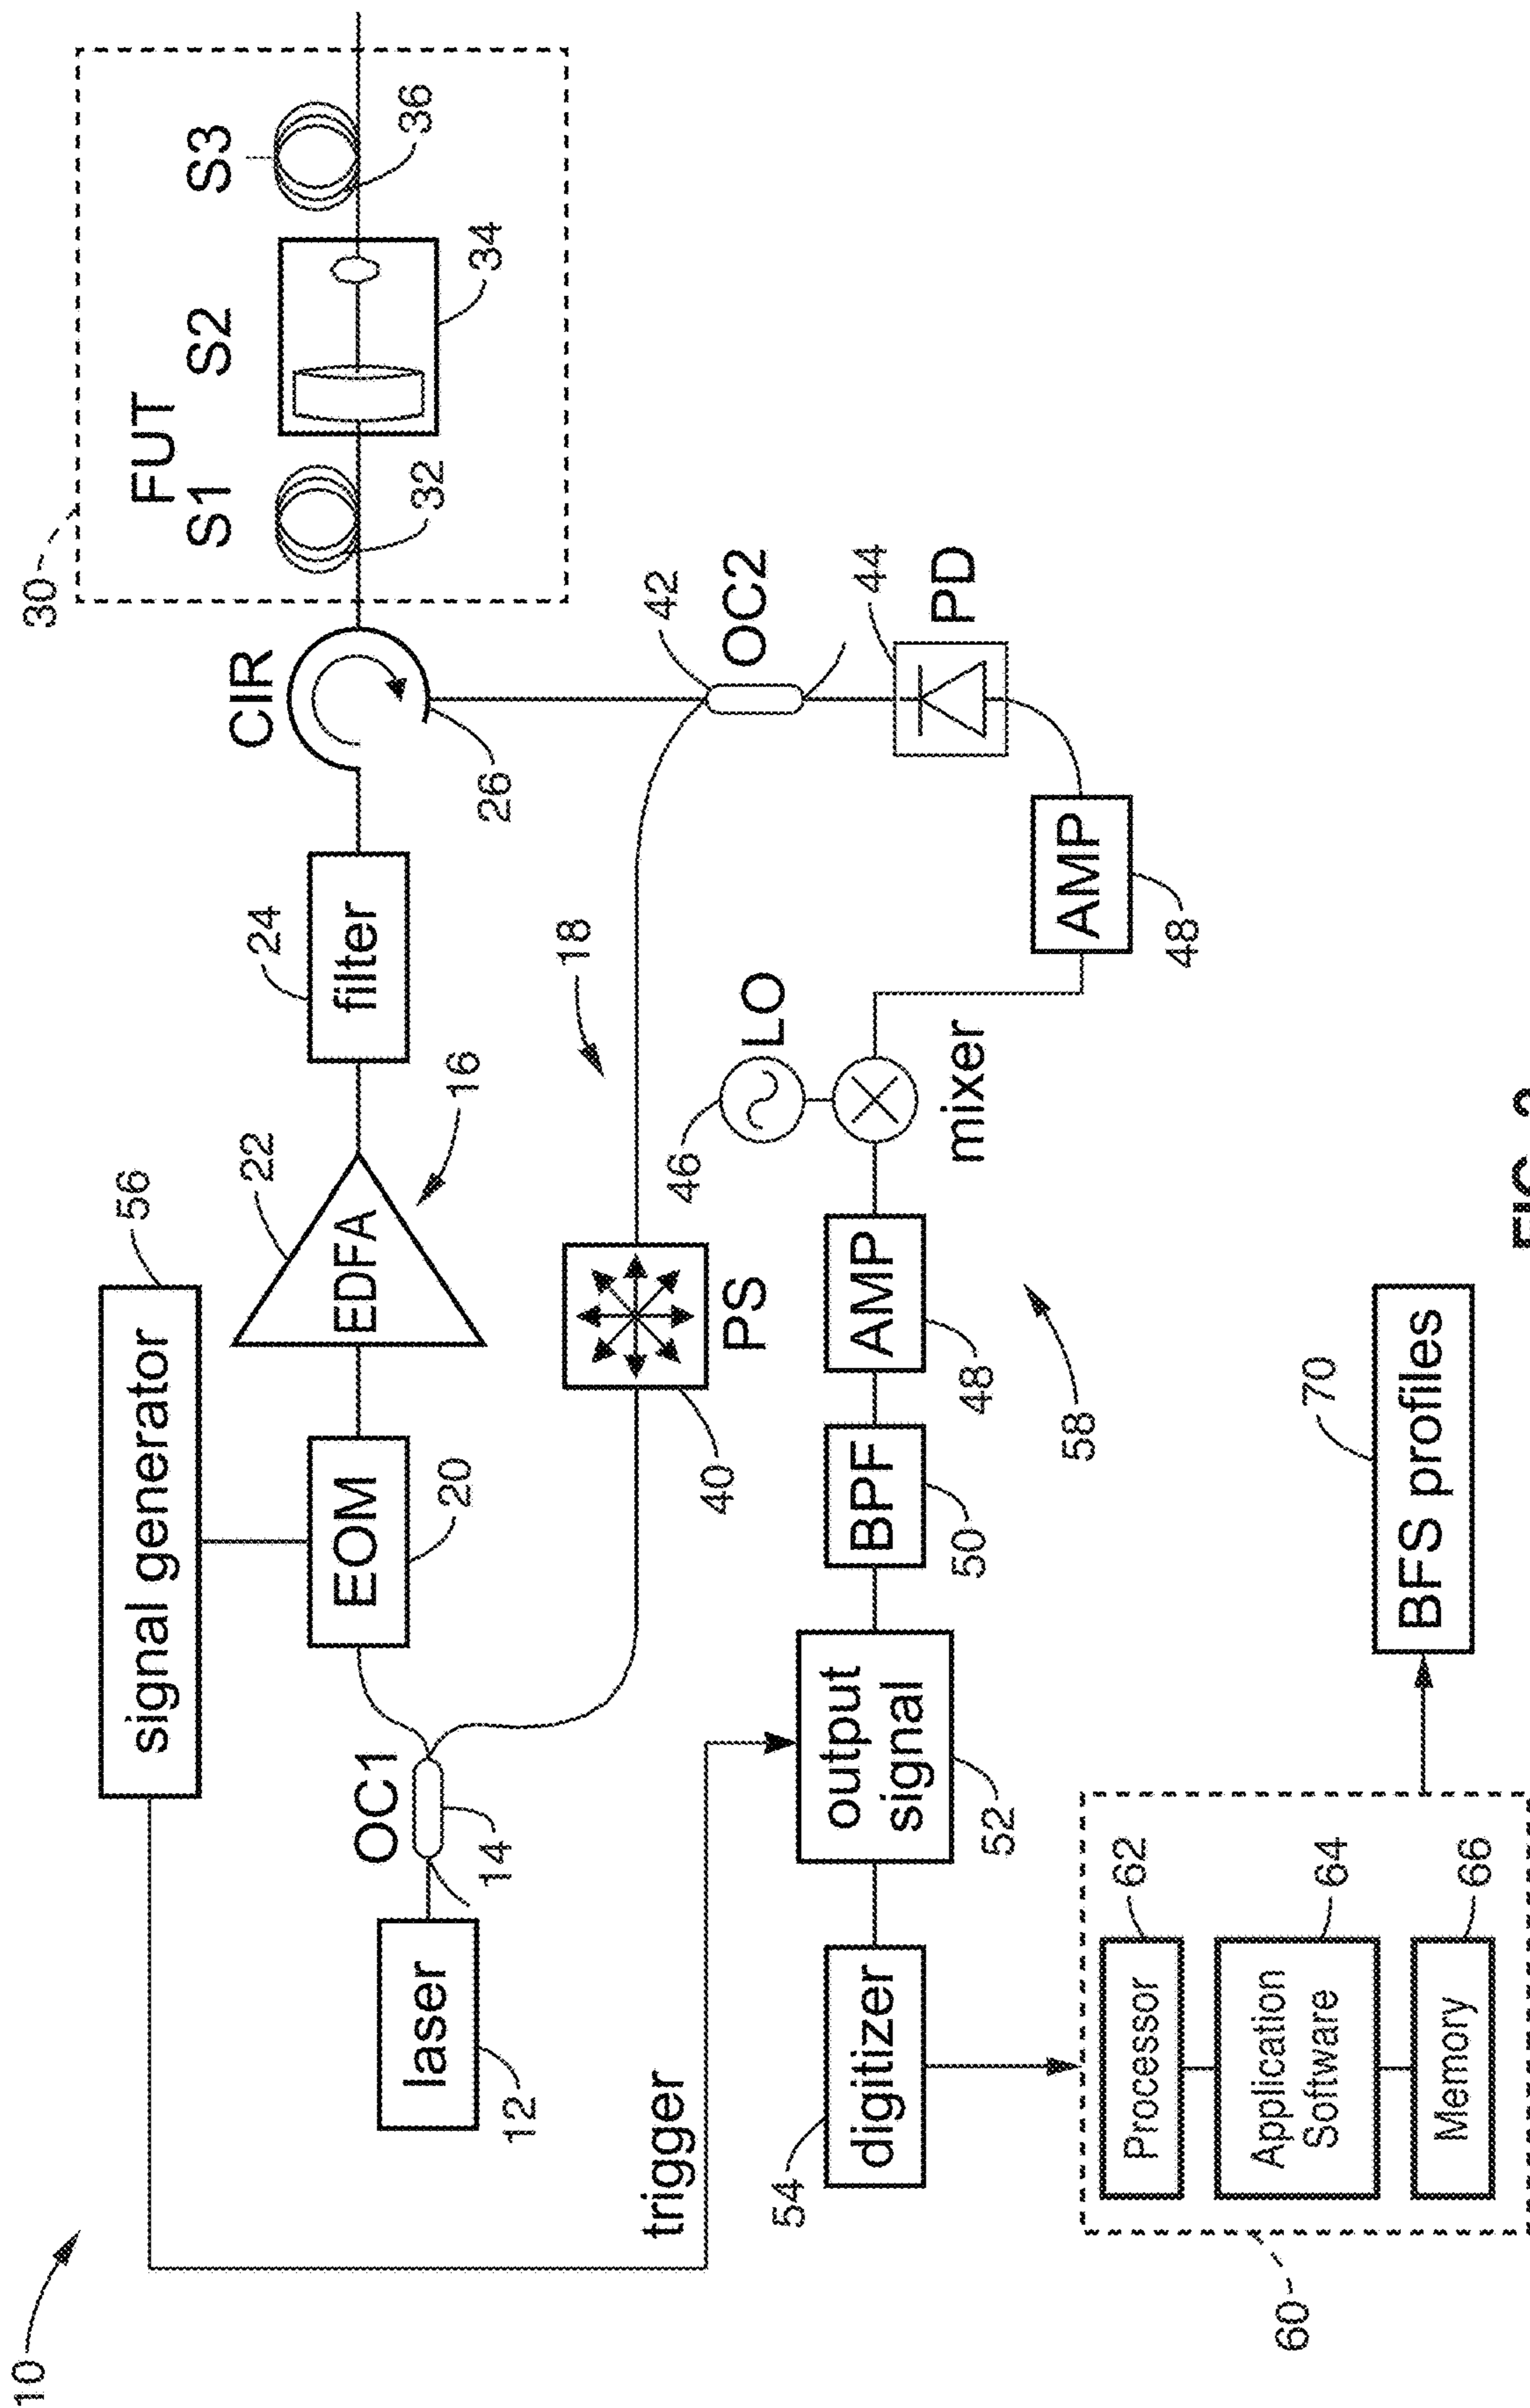 10
30
FUT
S1
S2
S3
32
34
36
56
signal generator
22
24
CIR
EOM
EDFA
filter
20
16
26
OC1
14
laser
12
18
42
OC2
40
PS
44
PD
trigger
46
LO
mixer
AMP
48
AMP
48
BPF
50
58
output
signal
52
digitizer
54
60
Processor
62
Application
Software
64
Memory
66
BFS profiles
70